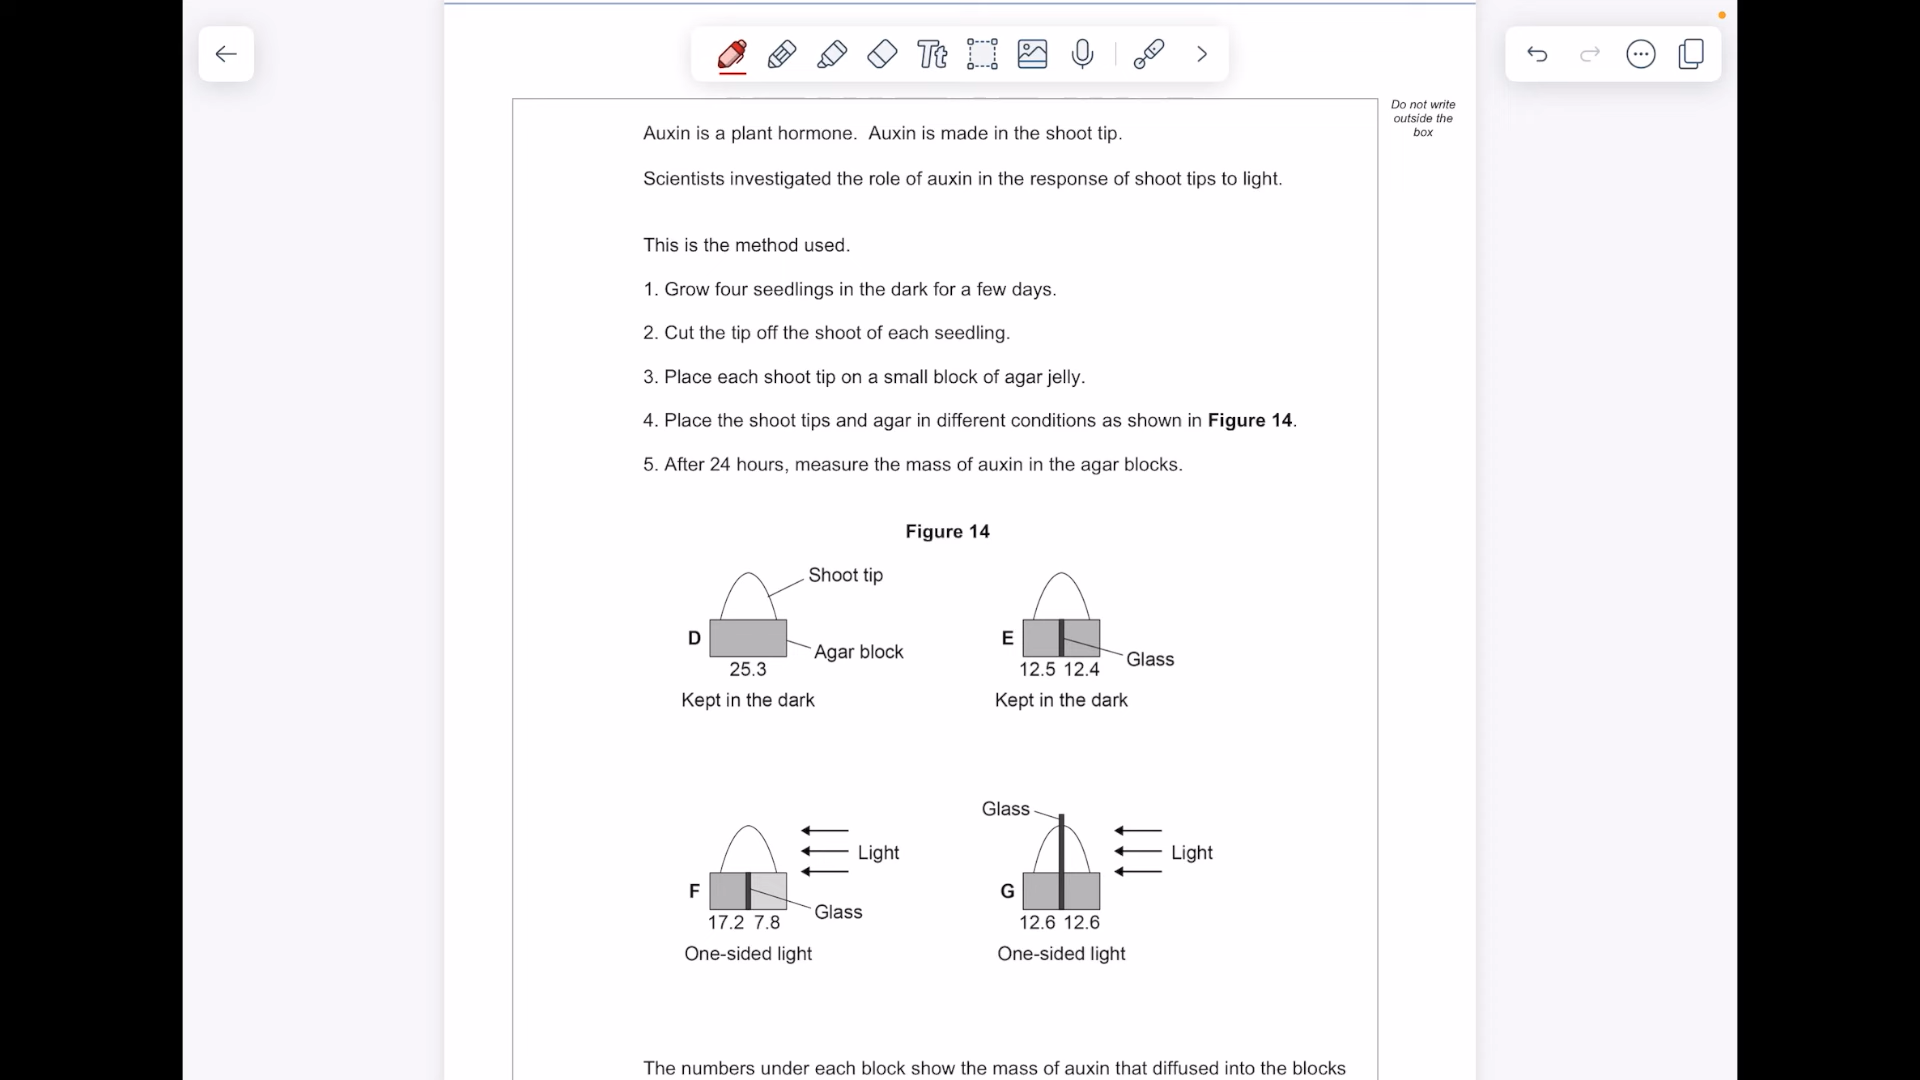 Tt
Do not write
outside the
box
Auxin is a plant hormone. Auxin is made in the shoot tip.
Scientists investigated the role of auxin in the response of shoot tips to light.
This is the method used.
1. Grow four seedlings in the dark for a few days.
2. Cut the tip off the shoot of each seedling.
3. Place each shoot tip on a small block of agar jelly.
4. Place the shoot tips and agar in different conditions as shown in Figure 14.
5. After 24 hours, measure the mass of auxin in the agar blocks.
Figure 14
Shoot tip
D
Agar block
25.3
Kept in the dark
E
Glass
12.5 12.4
Kept in the dark
Light
F
Glass
17.2 7.8
One-sided light
Glass
Light
G
12.6 12.6
One-sided light
The numbers under each block show the mass of auxin that diffused into the blocks